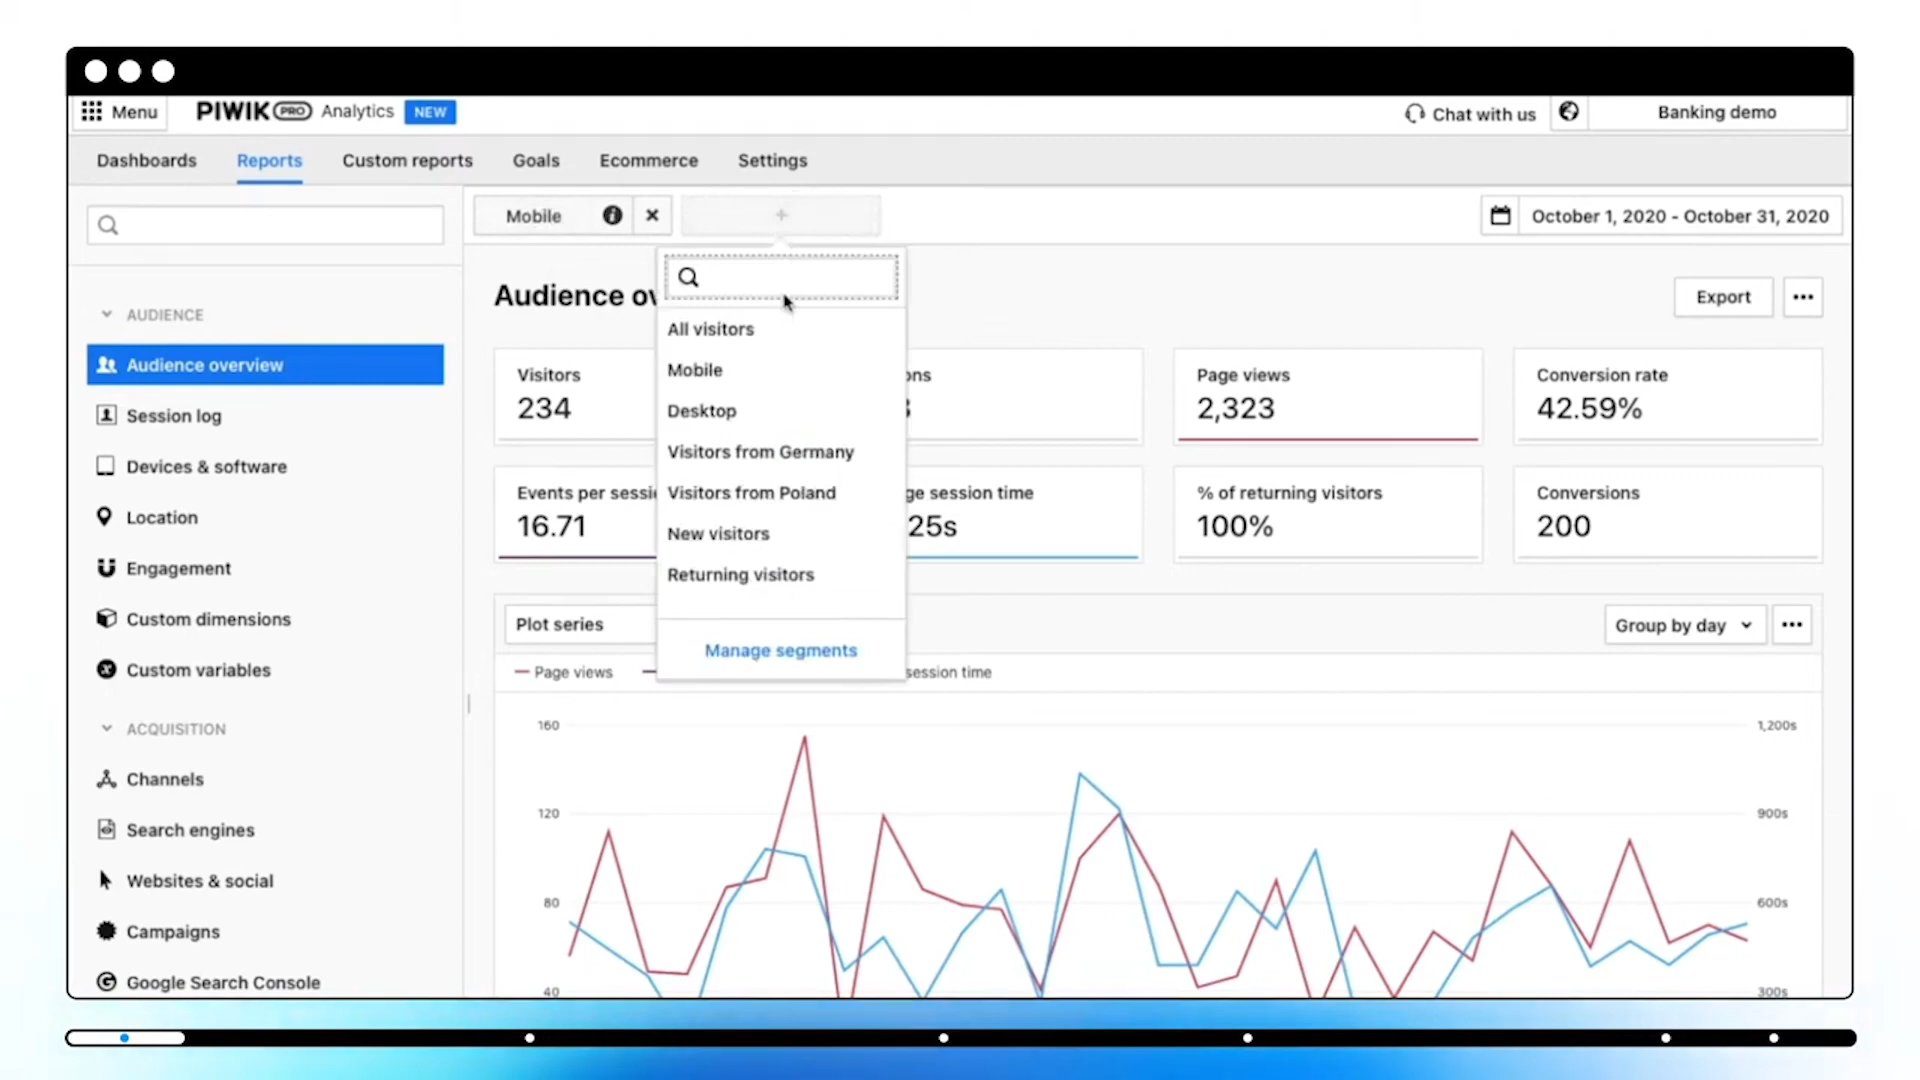 Menu
PIWIK PRO Analytics NEW
Chat with us
Banking demo
Dashboards
Reports
Custom reports
Goals
Ecommerce
Settings
Mobile
October 1, 2020 - October 31, 2020
AUDIENCE
Audience overview
Session log
Devices & software
Location
Engagement
Custom dimensions
Custom variables
ACQUISITION
Channels
Search engines
Websites & social
Campaigns
Google Search Console
Audience ov
Export
All visitors
Mobile
Desktop
Visitors from Germany
Visitors from Poland
New visitors
Returning visitors
Manage segments
Visitors
234
ons
Page views
2,323
Conversion rate
42.59%
Events per sessi
16.71
ge session time
25s
% of returning visitors
100%
Conversions
200
Plot series
Group by day
Page views
session time
160
120
80
40
1,200s
900s
600s
300s